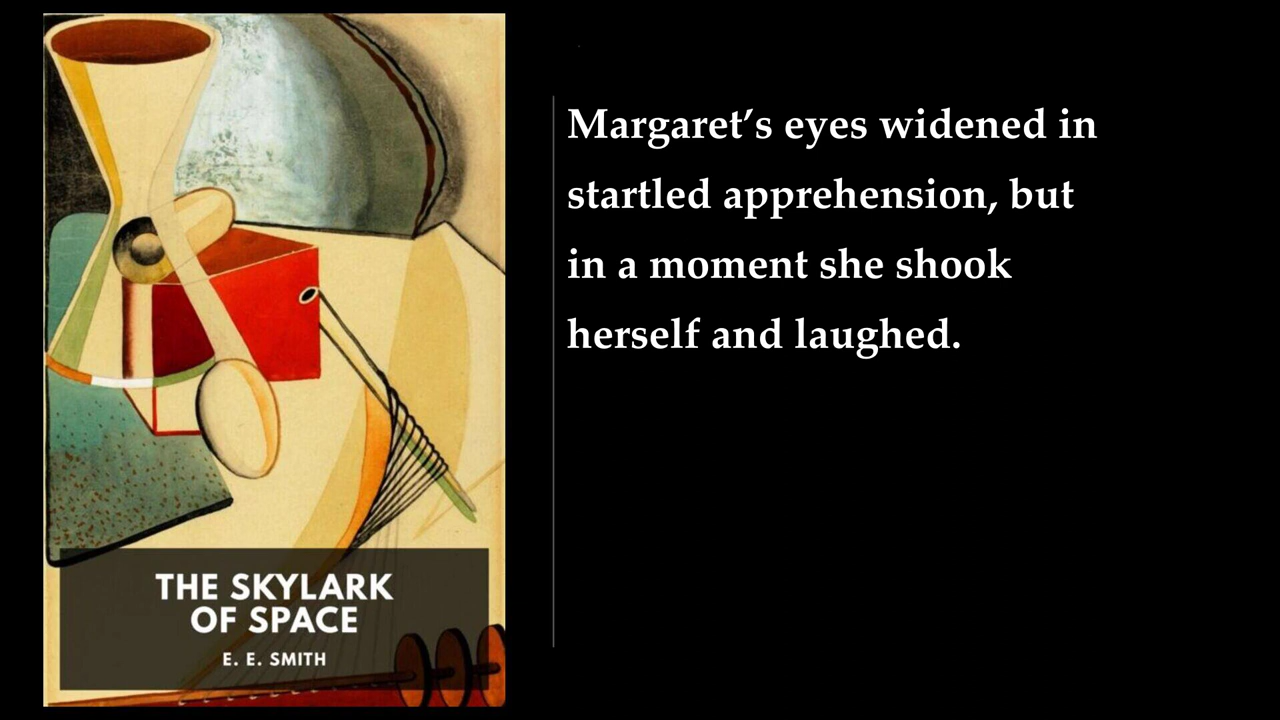 THE SKYLARK
OF SPACE
E. E. SMITH
Margaret’s eyes widened in
startled apprehension, but
in a moment she shook
herself and laughed.